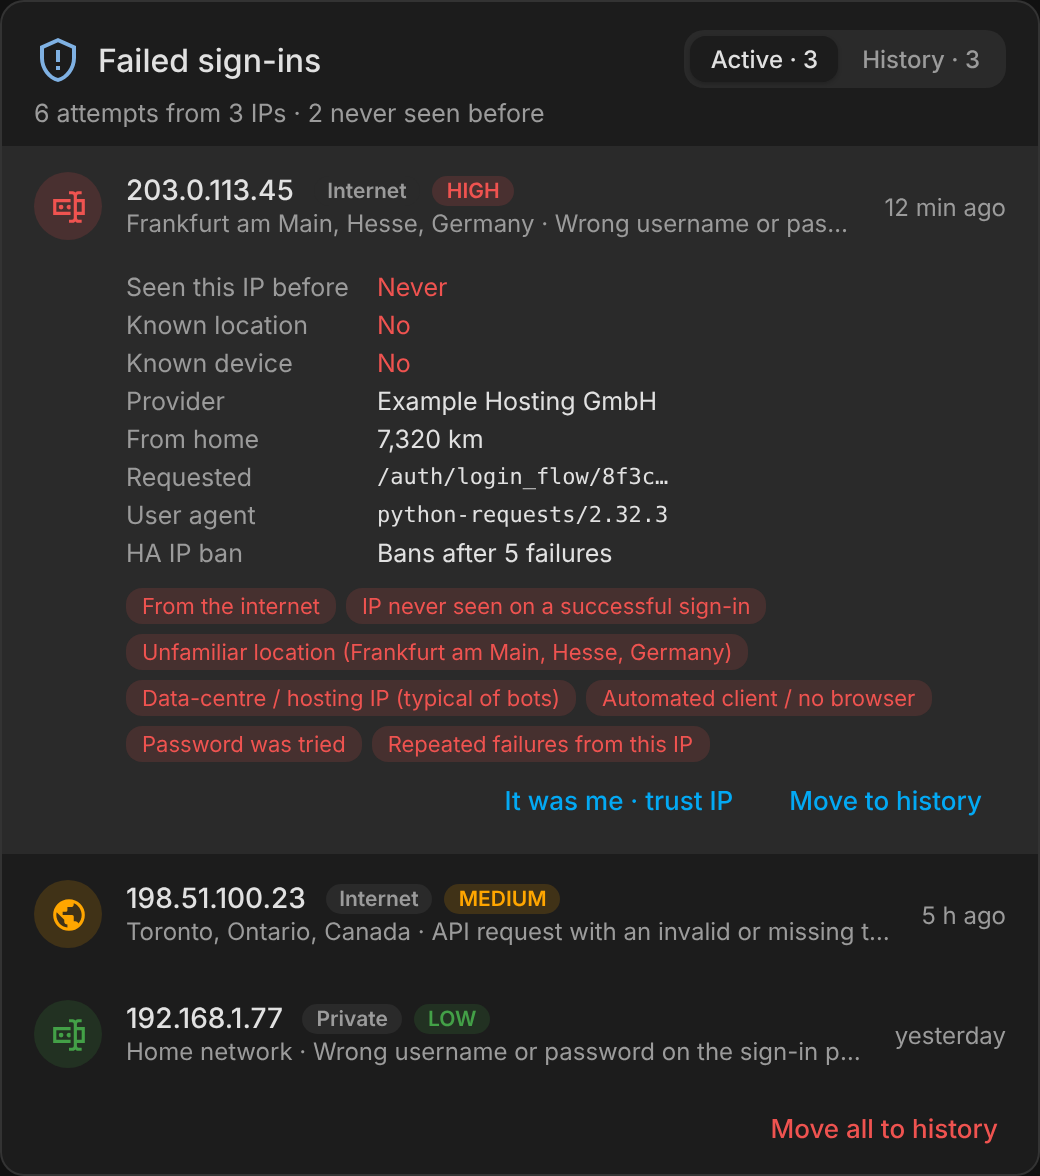 Failed sign-ins
Active · 3
History · 3
6 attempts from 3 IPs · 2 never seen before
203.0.113.45 Internet HIGH
12 min ago
Frankfurt am Main, Hesse, Germany · Wrong username or pas...
Seen this IP before Never
Known location No
Known device No
Provider Example Hosting GmbH
From home 7,320 km
Requested /auth/login_flow/8f3c…
User agent python-requests/2.32.3
HA IP ban Bans after 5 failures
From the internet IP never seen on a successful sign-in
Unfamiliar location (Frankfurt am Main, Hesse, Germany)
Data-centre / hosting IP (typical of bots) Automated client / no browser
Password was tried Repeated failures from this IP
It was me · trust IP Move to history
198.51.100.23 Internet MEDIUM
5 h ago
Toronto, Ontario, Canada · API request with an invalid or missing t...
192.168.1.77 Private LOW
yesterday
Home network · Wrong username or password on the sign-in p...
Move all to history